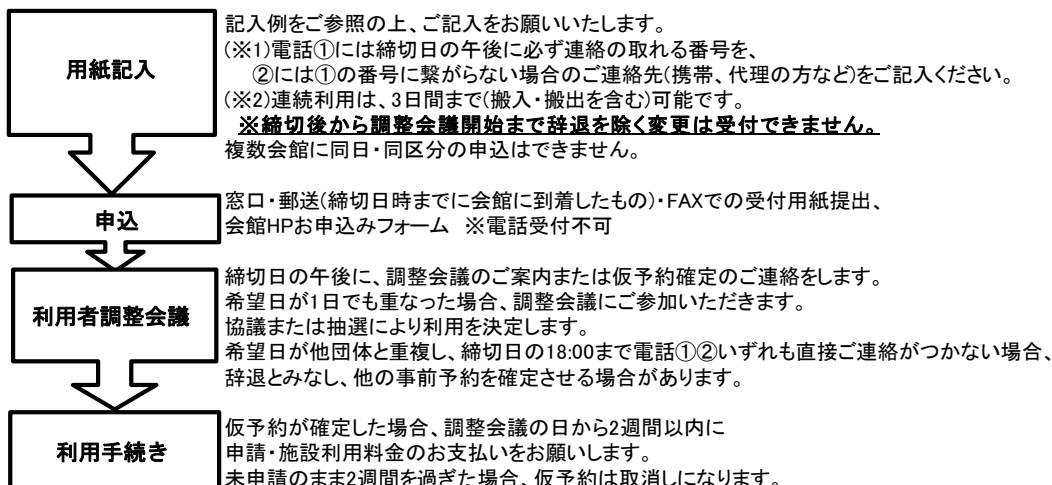 用紙記入
記入例をご参照の上、ご記入をお願いいたします。
(※1)電話①には締切日の午後に必ず連絡の取れる番号を、
②には①の番号に繋がらない場合のご連絡先(携帯、代理の方など)をご記入ください。
(※2)連続利用は、3日間まで(搬入・搬出を含む)可能です。
※締切後から調整会議開始まで辞退を除く変更は受付できません。
複数会館に同日・同区分の申込はできません。
申込
窓口・郵送(締切日時までに会館に到着したもの)・FAXでの受付用紙提出、
会館HPお申込みフォーム ※電話受付不可
利用者調整会議
締切日の午後に、調整会議のご案内または仮予約確定のご連絡をします。
希望日が1日でも重なった場合、調整会議にご参加いただきます。
協議または抽選により利用を決定します。
希望日が他団体と重複し、締切日の18:00まで電話①②いずれも直接ご連絡がつかない場合、
辞退とみなし、他の事前予約を確定させる場合があります。
利用手続き
仮予約が確定した場合、調整会議の日から2週間以内に
申請・施設利用料金のお支払いをお願いします。
未申請のまま2週間を過ぎた場合、仮予約は取消しになります。